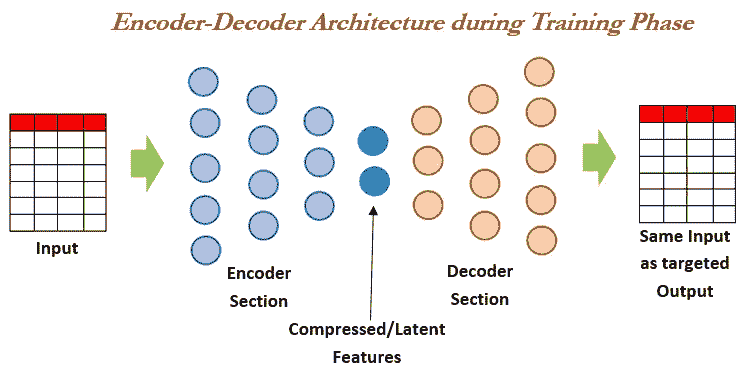 Encoder-Decoder Architecture during Training Phase
Input
Encoder
Section
Compressed/Latent
Features
Decoder
Section
Same Input
as targeted
Output